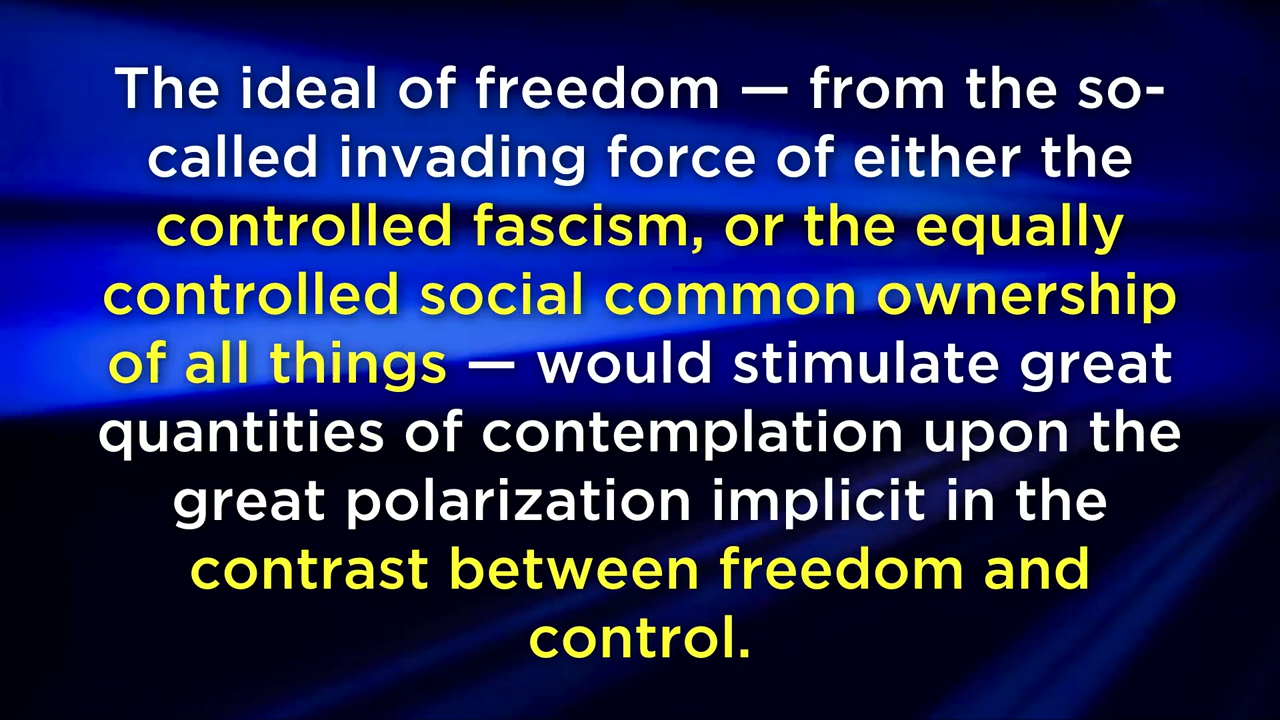 The ideal of freedom — from the so-
called invading force of either the
controlled fascism, or the equally
controlled social common ownership
of all things — would stimulate great
quantities of contemplation upon the
great polarization implicit in the
contrast between freedom and
control.